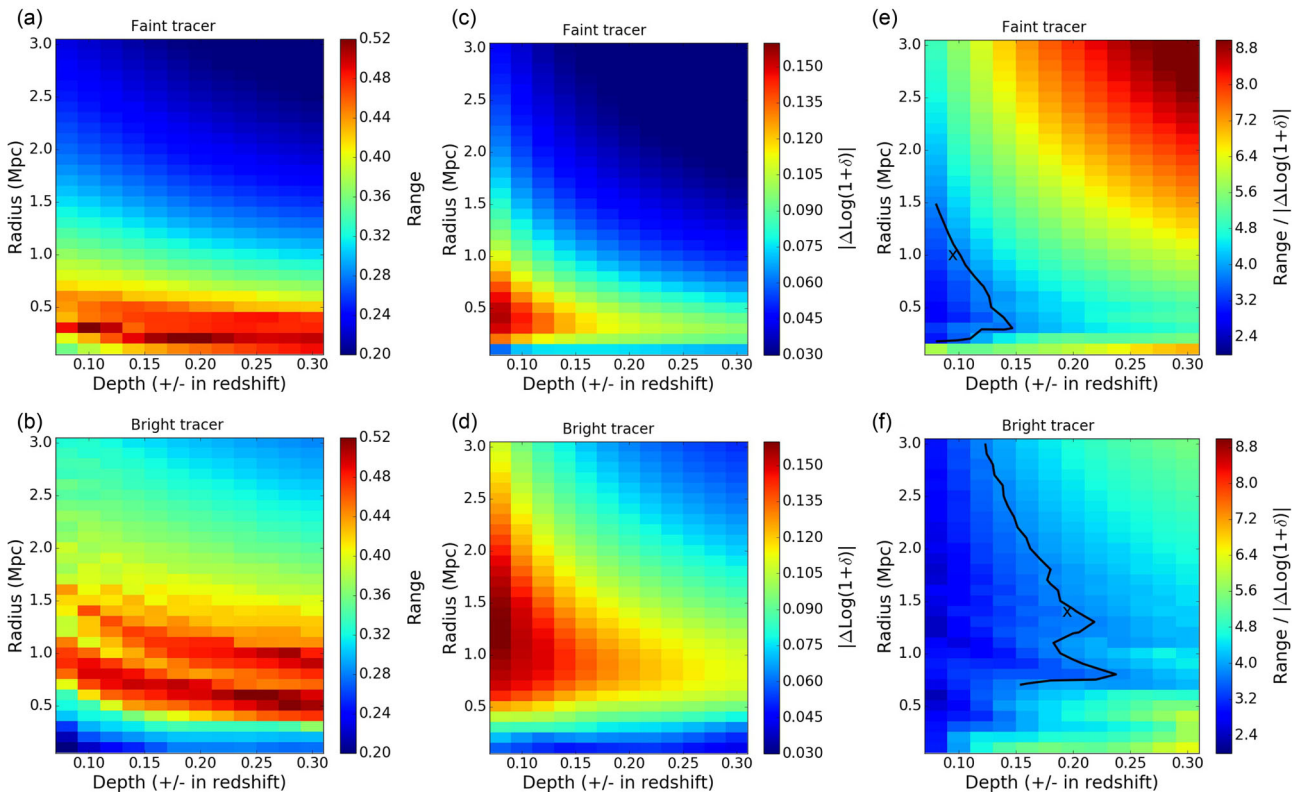 (a)
Faint tracer
3.0
2.5
2.0
1.5
1.0
0.5
Radius (Mpc)
0.10 0.15 0.20 0.25 0.30
Depth (+/- in redshift)
0.52
0.48
0.44
0.40
0.36
0.32
0.28
0.24
0.20
Range
(c)
Faint tracer
3.0
2.5
2.0
1.5
1.0
0.5
Radius (Mpc)
0.10 0.15 0.20 0.25 0.30
Depth (+/- in redshift)
0.150
0.135
0.120
0.105
0.090
0.075
0.060
0.045
0.030
|ΔLog(1+δ)|
(e)
Faint tracer
3.0
2.5
2.0
1.5
1.0
0.5
Radius (Mpc)
x
0.10 0.15 0.20 0.25 0.30
Depth (+/- in redshift)
8.8
8.0
7.2
6.4
5.6
4.8
4.0
3.2
2.4
Range / |ΔLog(1+δ)|
(b)
Bright tracer
3.0
2.5
2.0
1.5
1.0
0.5
Radius (Mpc)
0.10 0.15 0.20 0.25 0.30
Depth (+/- in redshift)
0.52
0.48
0.44
0.40
0.36
0.32
0.28
0.24
0.20
Range
(d)
Bright tracer
3.0
2.5
2.0
1.5
1.0
0.5
Radius (Mpc)
0.10 0.15 0.20 0.25 0.30
Depth (+/- in redshift)
0.150
0.135
0.120
0.105
0.090
0.075
0.060
0.045
0.030
|ΔLog(1+δ)|
(f)
Bright tracer
3.0
2.5
2.0
1.5
1.0
0.5
Radius (Mpc)
x
0.10 0.15 0.20 0.25 0.30
Depth (+/- in redshift)
8.8
8.0
7.2
6.4
5.6
4.8
4.0
3.2
2.4
Range / |ΔLog(1+δ)|